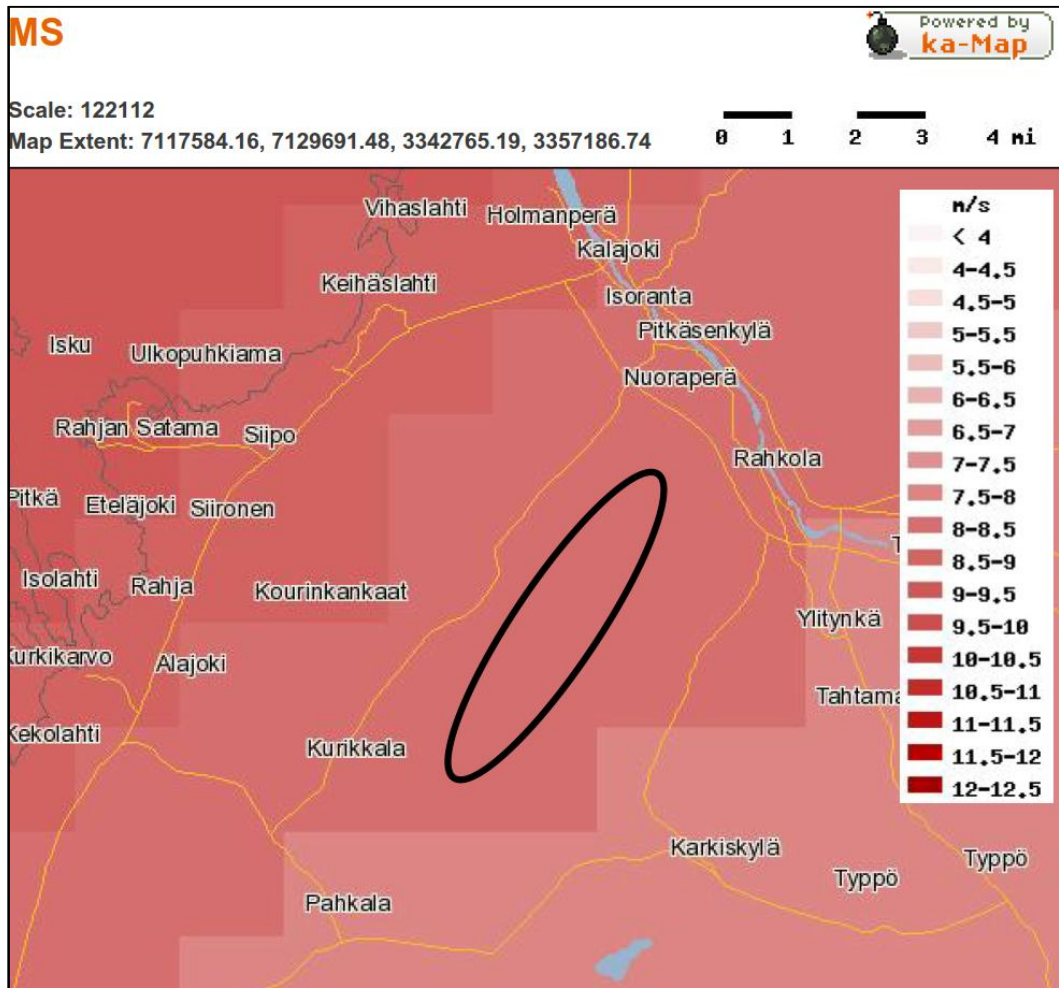 MS
Powered by
ka-Map
Scale: 122112
Map Extent: 7117584.16, 7129691.48, 3342765.19, 3357186.74
0 1 2 3 4 mi
Vihaslahti
Holmanperä
Kalajoki
Keihäslahti
Isoranta
Pitkäsenkylä
Isku
Ulkopuhkiama
Nuoraperä
Rahjan Satama
Siipo
Rahkola
Pitkä
Eteläjoki
Siironen
T
Isolahti
Rahja
Kourinkankaat
Ylitynkä
Kurkikarvo
Alajoki
Tahtama
Kekolahti
Kurikkala
Karkiskylä
Typpö
Typpö
Pahkala
m/s
< 4
4-4.5
4.5-5
5-5.5
5.5-6
6-6.5
6.5-7
7-7.5
7.5-8
8-8.5
8.5-9
9-9.5
9.5-10
10-10.5
10.5-11
11-11.5
11.5-12
12-12.5